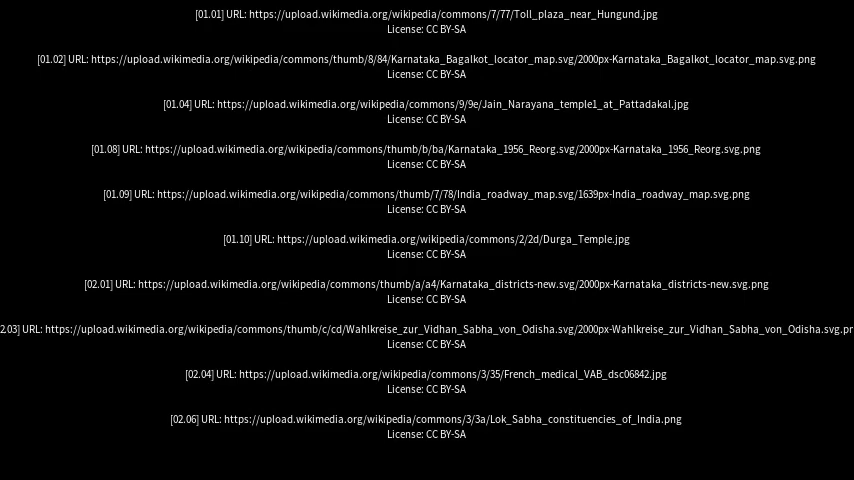 [01.01] URL: https://upload.wikimedia.org/wikipedia/commons/7/77/Toll_plaza_near_Hungund.jpg
License: CC BY-SA
[01.02] URL: https://upload.wikimedia.org/wikipedia/commons/thumb/8/84/Karnataka_Bagalkot_locator_map.svg/2000px-Karnataka_Bagalkot_locator_map.svg.png
License: CC BY-SA
[01.04] URL: https://upload.wikimedia.org/wikipedia/commons/9/9e/Jain_Narayana_temple1_at_Pattadakal.jpg
License: CC BY-SA
[01.08] URL: https://upload.wikimedia.org/wikipedia/commons/thumb/b/ba/Karnataka_1956_Reorg.svg/2000px-Karnataka_1956_Reorg.svg.png
License: CC BY-SA
[01.09] URL: https://upload.wikimedia.org/wikipedia/commons/thumb/7/78/India_roadway_map.svg/1639px-India_roadway_map.svg.png
License: CC BY-SA
[01.10] URL: https://upload.wikimedia.org/wikipedia/commons/2/2d/Durga_Temple.jpg
License: CC BY-SA
[02.01] URL: https://upload.wikimedia.org/wikipedia/commons/thumb/a/a4/Karnataka_districts-new.svg/2000px-Karnataka_districts-new.svg.png
License: CC BY-SA
2.03] URL: https://upload.wikimedia.org/wikipedia/commons/thumb/c/cd/Wahlkreise_zur_Vidhan_Sabha_von_Odisha.svg/2000px-Wahlkreise_zur_Vidhan_Sabha_von_Odisha.svg.pr
License: CC BY-SA
[02.04] URL: https://upload.wikimedia.org/wikipedia/commons/3/35/French_medical_VAB_dsc06842.jpg
License: CC BY-SA
[02.06] URL: https://upload.wikimedia.org/wikipedia/commons/3/3a/Lok_Sabha_constituencies_of_India.png
License: CC BY-SA